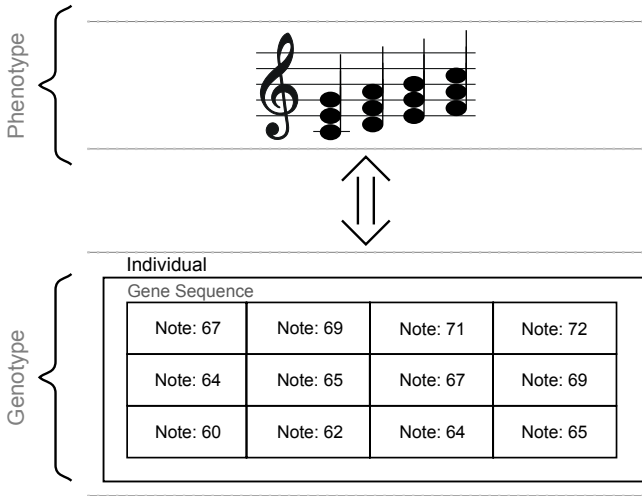 Phenotype
Individual
Gene Sequence
Note: 67 Note: 69 Note: 71 Note: 72
Note: 64 Note: 65 Note: 67 Note: 69
Note: 60 Note: 62 Note: 64 Note: 65
Genotype